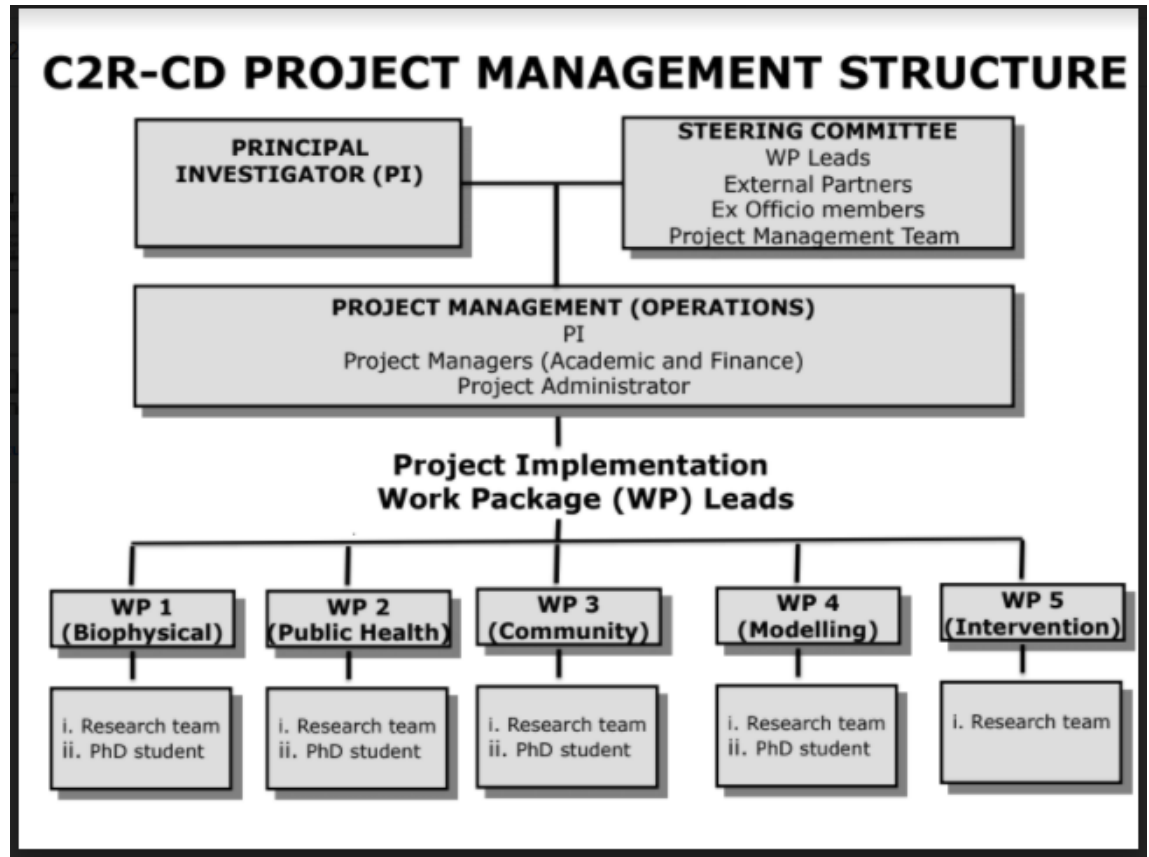 C2R-CD PROJECT MANAGEMENT STRUCTURE
PRINCIPAL
INVESTIGATOR (PI)
STEERING COMMITTEE
WP Leads
External Partners
Ex Officio members
Project Management Team
PROJECT MANAGEMENT (OPERATIONS)
PI
Project Managers (Academic and Finance)
Project Administrator
Project Implementation
Work Package (WP) Leads
WP 1
(Biophysical)
WP 2
(Public Health)
WP 3
(Community)
WP 4
(Modelling)
WP 5
(Intervention)
i. Research team
ii. PhD student
i. Research team
ii. PhD student
i. Research team
ii. PhD student
i. Research team
ii. PhD student
i. Research team